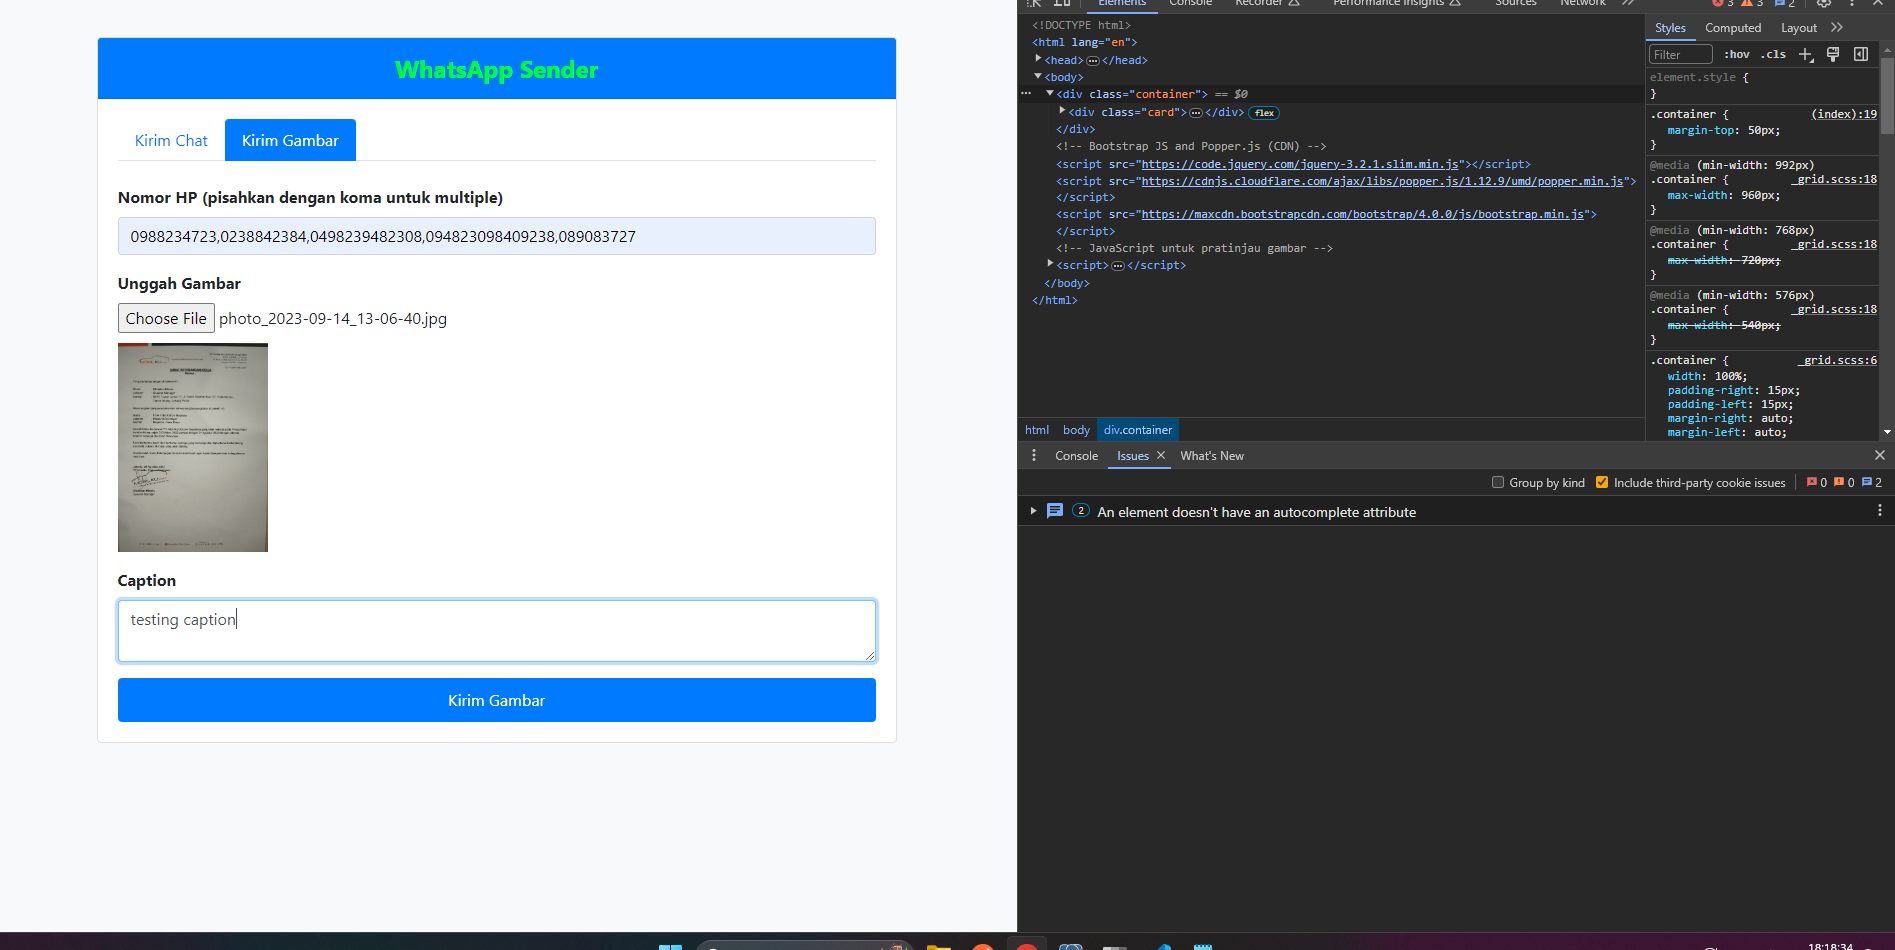 WhatsApp Sender
Kirim Chat
Kirim Gambar
Nomor HP (pisahkan dengan koma untuk multiple)
0988234723,0238842384,0498239482308,094823098409238,089083727
Unggah Gambar
Choose File photo_2023-09-14_13-06-40.jpg
Caption
testing caption
Kirim Gambar
Elements Console Recorder Performance insights Sources Network 3 3 2
<!DOCTYPE html>
<html lang="en">
<head>
</head>
<body>
<div class="container"> == $0
<div class="card">
</div> flex
</div>
<!-- Bootstrap JS and Popper.js (CDN) -->
<script src="https://code.jquery.com/jquery-3.2.1.slim.min.js"></script>
<script src="https://cdnjs.cloudflare.com/ajax/libs/popper.js/1.12.9/umd/popper.min.js">
</script>
<script src="https://maxcdn.bootstrapcdn.com/bootstrap/4.0.0/js/bootstrap.min.js">
</script>
<!-- JavaScript untuk pratinjau gambar -->
<script>
</script>
</body>
</html>
html body div.container
Styles Computed Layout
Filter :hov .cls
element.style {
}
.container { (index):19
margin-top: 50px;
}
@media (min-width: 992px)
.container { _grid.scss:18
max-width: 960px;
}
@media (min-width: 768px)
.container { _grid.scss:18
max-width: 720px;
}
@media (min-width: 576px)
.container { _grid.scss:18
max-width: 540px;
}
.container { _grid.scss:6
width: 100%;
padding-right: 15px;
padding-left: 15px;
margin-right: auto;
margin-left: auto;
Console Issues What's New
Group by kind Include third-party cookie issues 0 0 2
2 An element doesn't have an autocomplete attribute
18:18:34